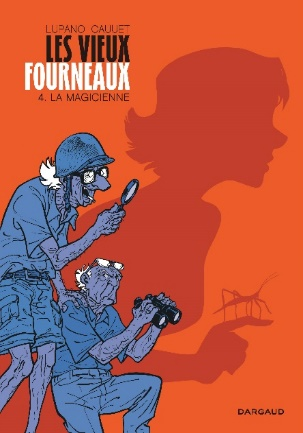 LUPANO CAUUET
LES VIEUX
FOURNEAUX
4. LA MAGICIENNE
DARGAUD